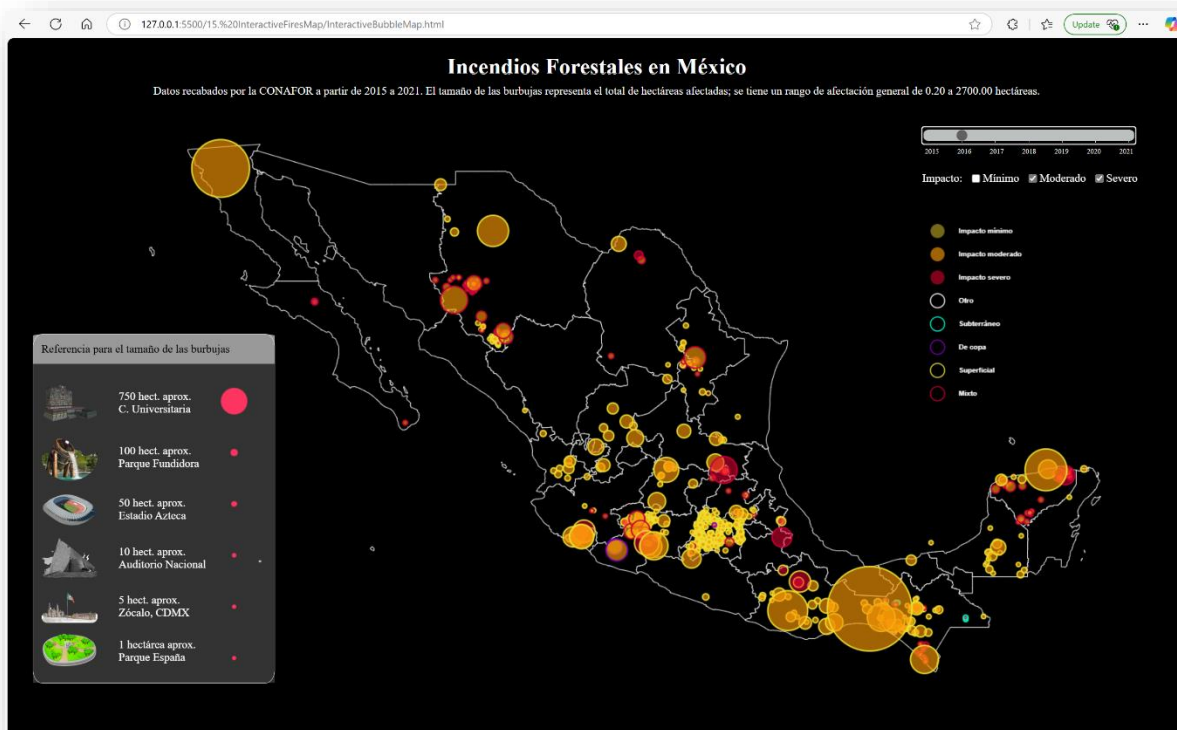 127.0.0.1:5500/15.%20InteractiveFiresMap/InteractiveBubbleMap.html
Update
Incendios Forestales en México
Datos recabados por la CONAFOR a partir de 2015 a 2021. El tamaño de las burbujas representa el total de hectáreas afectadas; se tiene un rango de afectación general de 0.20 a 2700.00 hectáreas.
2015 2016 2017 2018 2019 2020 2021
Impacto: Mínimo Moderado Severo
Impacto mínimo
Impacto moderado
Impacto severo
Otro
Subterráneo
De copa
Superficial
Mixto
Referencia para el tamaño de las burbujas
750 hect. aprox.
C. Universitaria
100 hect. aprox.
Parque Fundidora
50 hect. aprox.
Estadio Azteca
10 hect. aprox.
Auditorio Nacional
5 hect. aprox.
Zócalo, CDMX
1 hectárea aprox.
Parque España